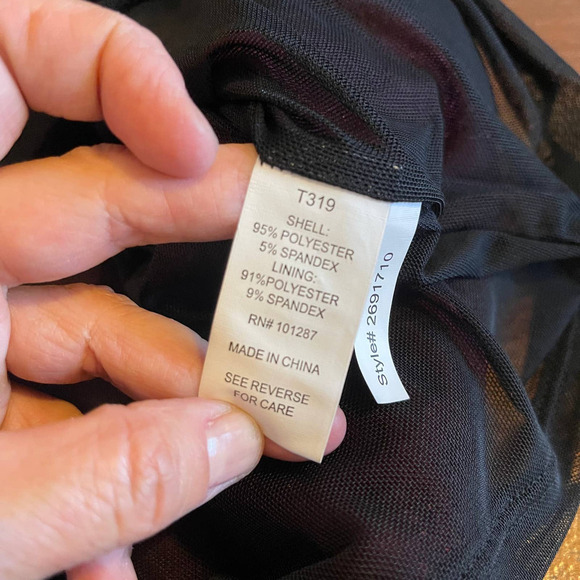 T319
SHELL:
95% POLYESTER
5% SPANDEX
LINING:
91%POLYESTER
9% SPANDEX
RN# 101287
MADE IN CHINA
SEE REVERSE
FOR CARE
Style# 2691710